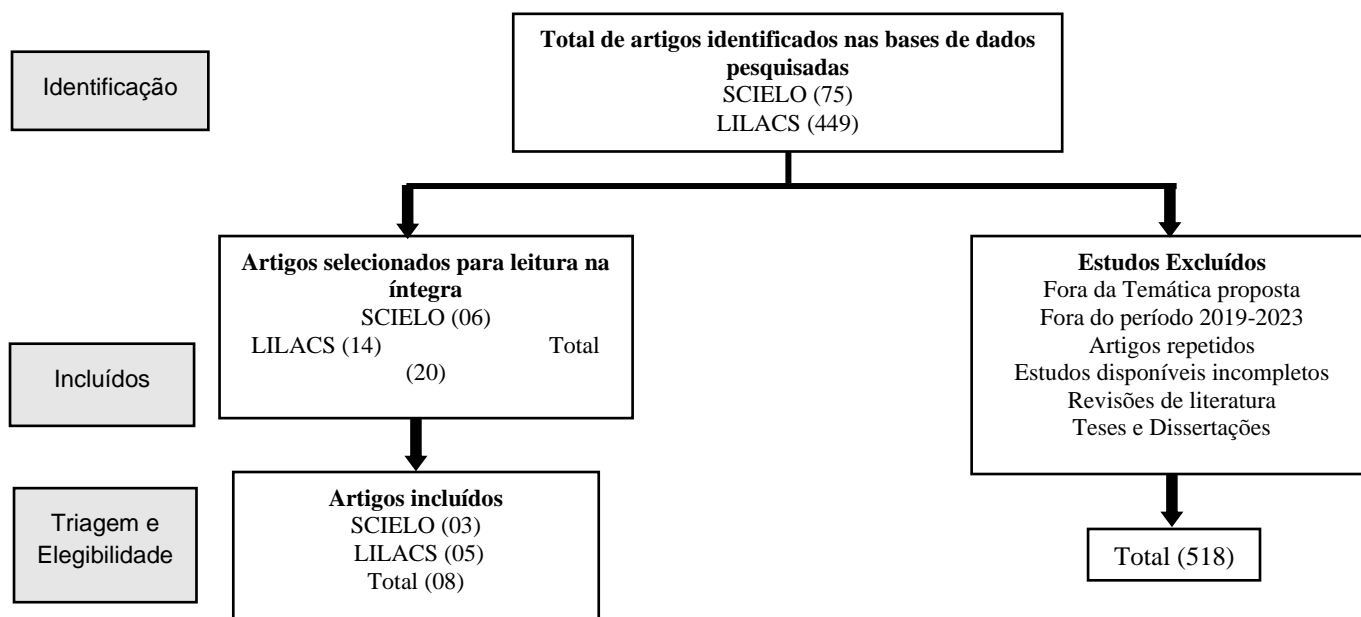 Identificação
Total de artigos identificados nas bases de dados
pesquisadas
SCIELO (75)
LILACS (449)
Artigos selecionados para leitura na
íntegra
SCIELO (06)
LILACS (14) Total
(20)
Estudos Excluídos
Fora da Temática proposta
Fora do período 2019-2023
Artigos repetidos
Estudos disponíveis incompletos
Revisões de literatura
Teses e Dissertações
Incluídos
Triagem e
Elegibilidade
Artigos incluídos
SCIELO (03)
LILACS (05)
Total (08)
Total (518)